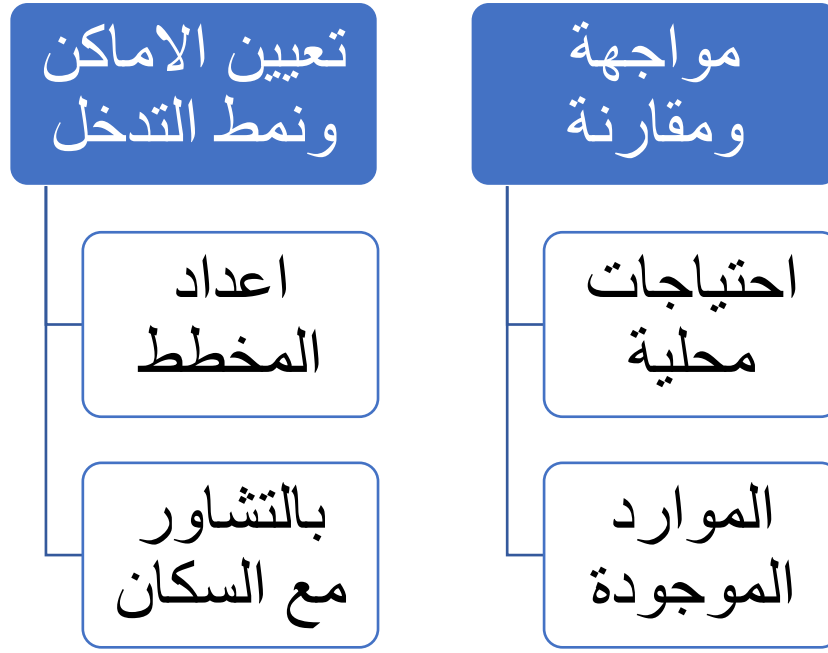 مواجهة
ومقارنة
احتياجات
محلية
الموارد
الموجودة
تعيين الاماكن
ونمط التدخل
اعداد
المخطط
بالتشاور
مع السكان